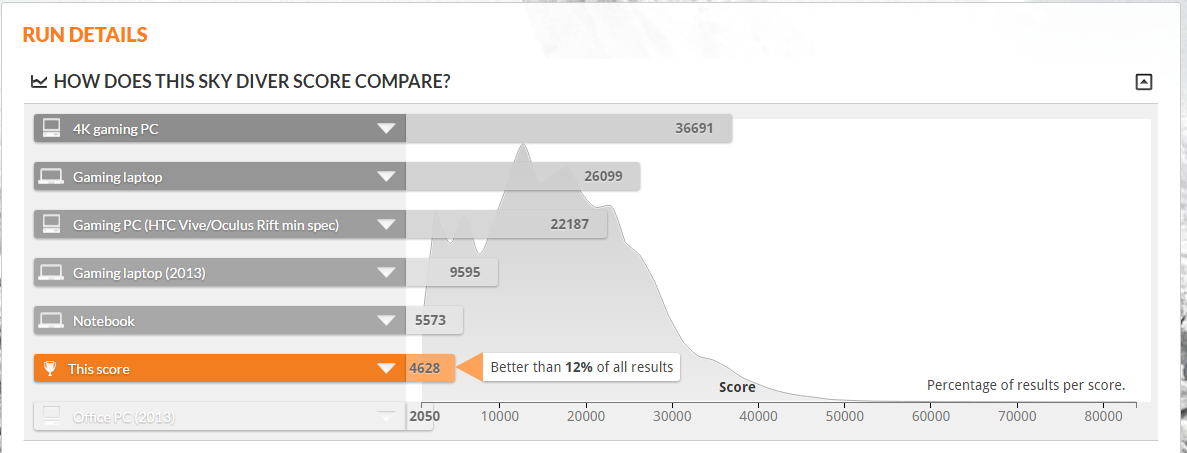 RUN DETAILS
HOW DOES THIS SKY DIVER SCORE COMPARE?
4K gaming PC 36691
Gaming laptop 26099
Gaming PC (HTC Vive/Oculus Rift min spec) 22187
Gaming laptop (2013) 9595
Notebook 5573
This score 4628 Better than 12% of all results
Score Percentage of results per score.
Office PC (2013) 2050 10000 20000 30000 40000 50000 60000 70000 80000